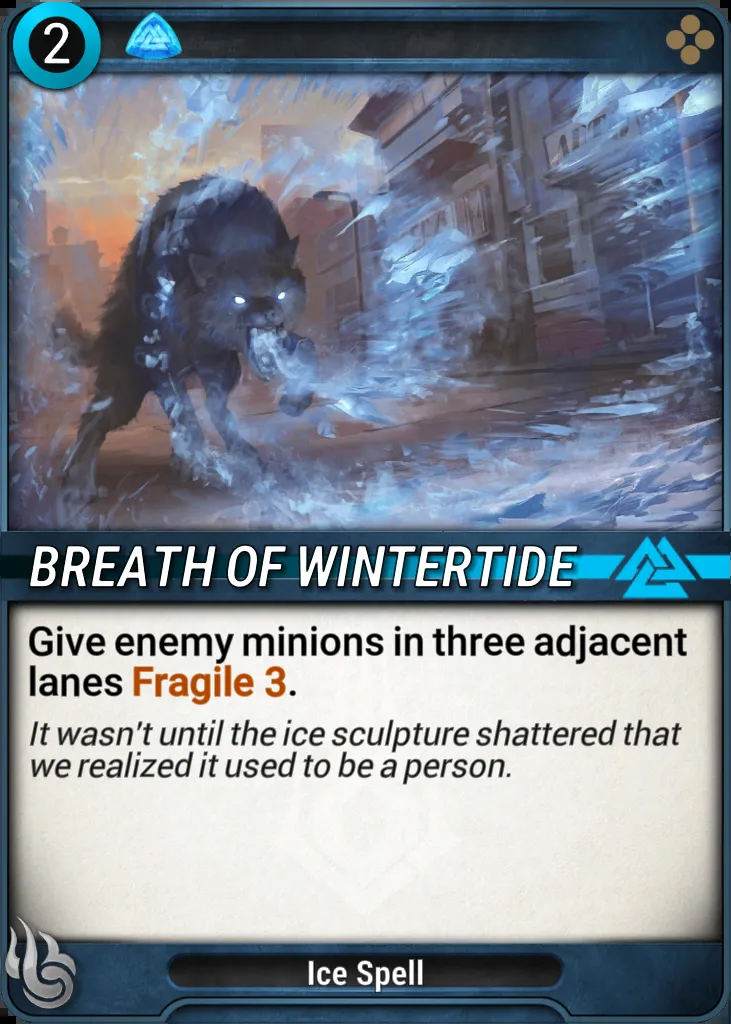 2
BREATH OF WINTERTIDE
Give enemy minions in three adjacent
lanes Fragile 3.
It wasn't until the ice sculpture shattered that
we realized it used to be a person.
Ice Spell